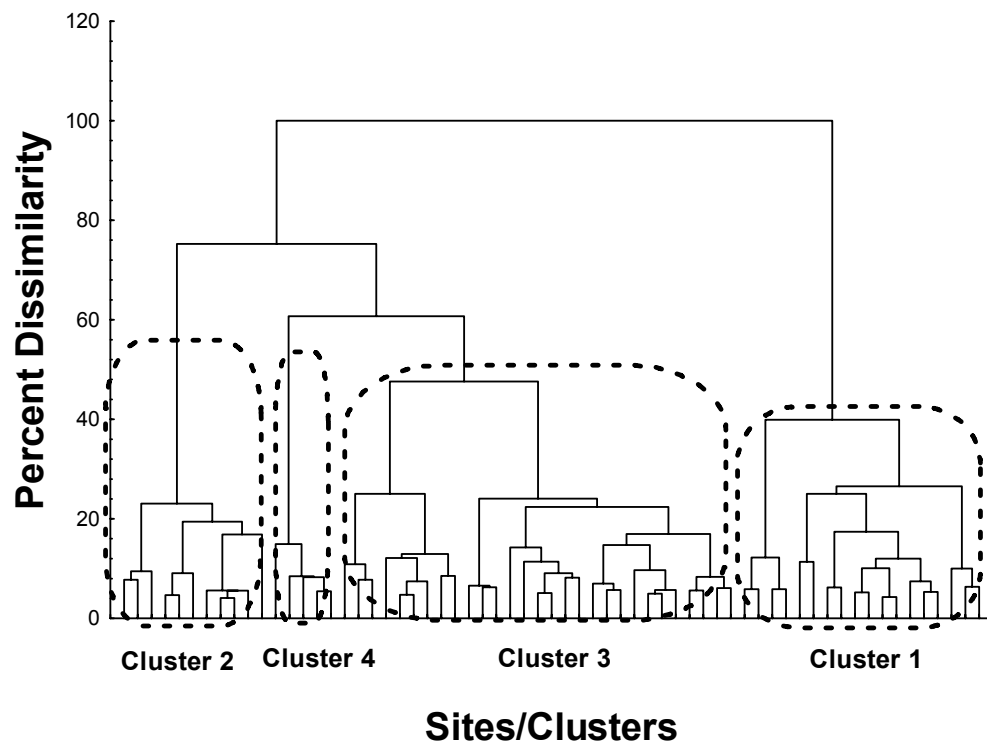 Percent Dissimilarity
120
100
80
60
40
20
0
Cluster 2
Cluster 4
Cluster 3
Cluster 1
Sites/Clusters